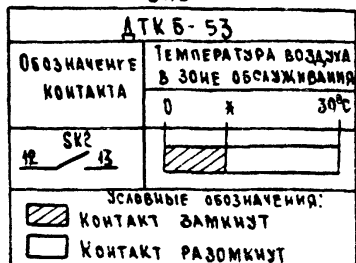 ДТКБ-53
ОБОЗНАЧЕНИЕ КОНТАКТА
ТЕМПЕРАТУРА ВОЗДУХА В ЗОНЕ ОБСЛУЖИВАНИЯ
0 * 30°C
SK2
12 13
УСЛОВНЫЕ ОБОЗНАЧЕНИЯ:
КОНТАКТ ЗАМКНУТ
КОНТАКТ РАЗОМКНУТ